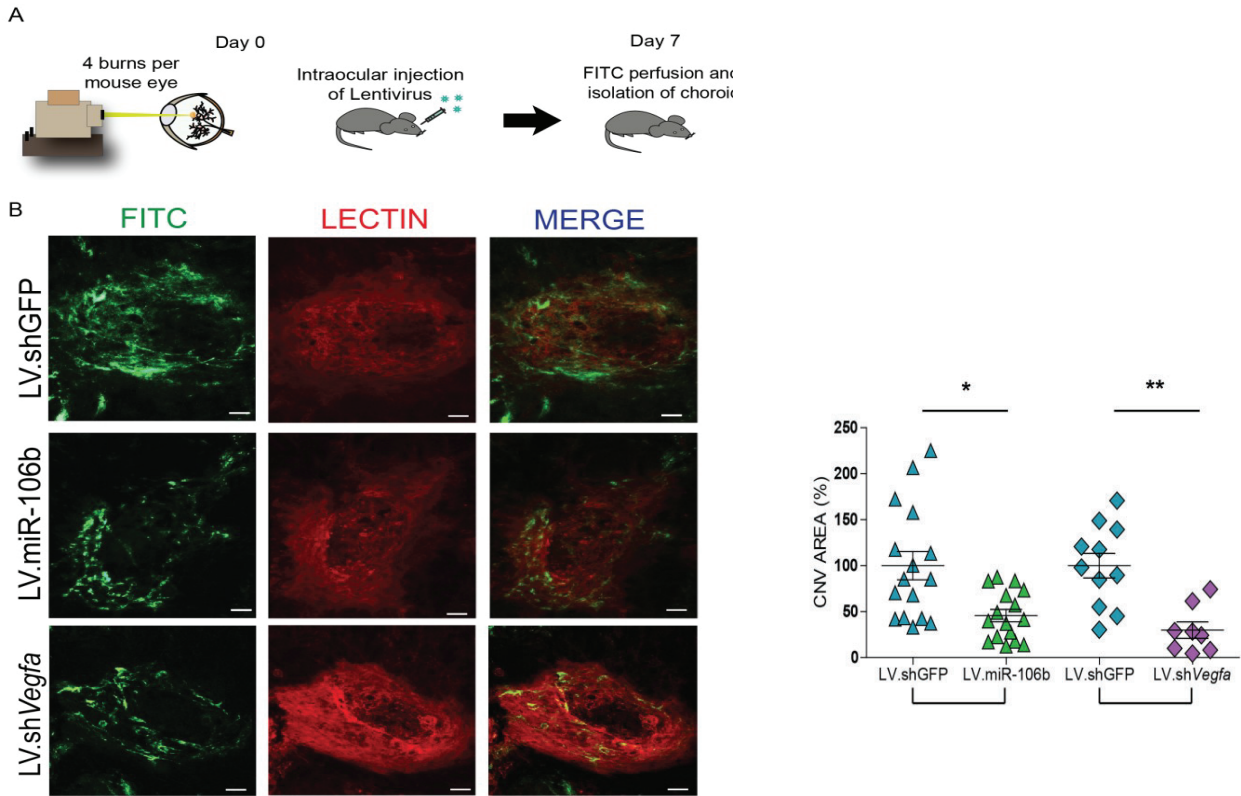 A
Day 0
4 burns per
mouse eye
Intraocular injection
of Lentivirus
Day 7
FITC perfusion and
isolation of choroid
B
FITC
LECTIN
MERGE
LV.shGFP
LV.miR-106b
LV.shVegfa
*
**
CNV AREA (%)
250
200
150
100
50
0
LV.shGFP
LV.miR-106b
LV.shGFP
LV.shVegfa